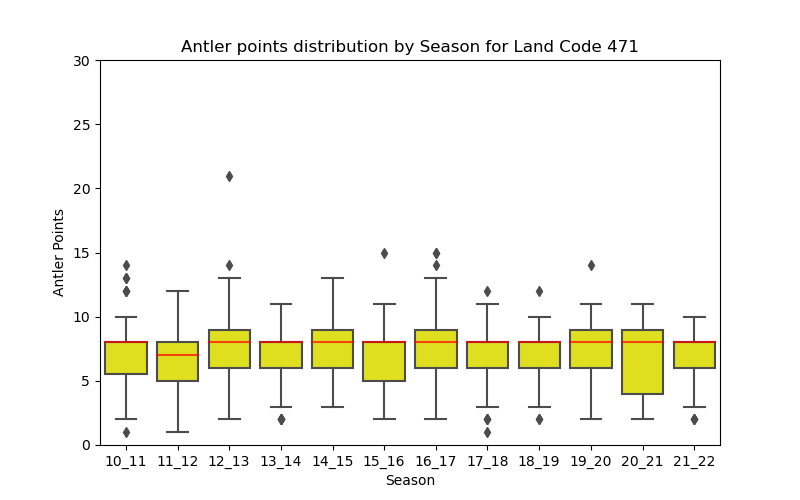 Antler points distribution by Season for Land Code 471
30
25
20
15
10
5
0
Antler Points
10_11 11_12 12_13 13_14 14_15 15_16 16_17 17_18 18_19 19_20 20_21 21_22
Season